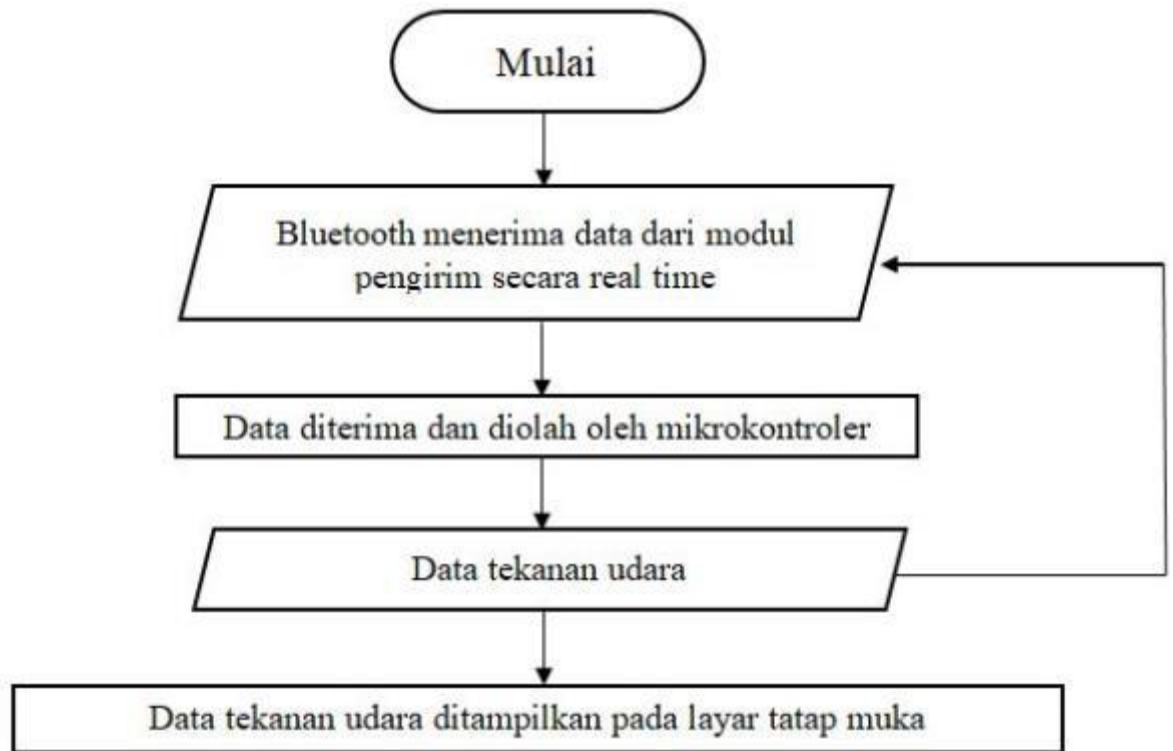 Mulai
Bluetooth menerima data dari modul
pengirim secara real time
Data diterima dan diolah oleh mikrokontroler
Data tekanan udara
Data tekanan udara ditampilkan pada layar tatap muka